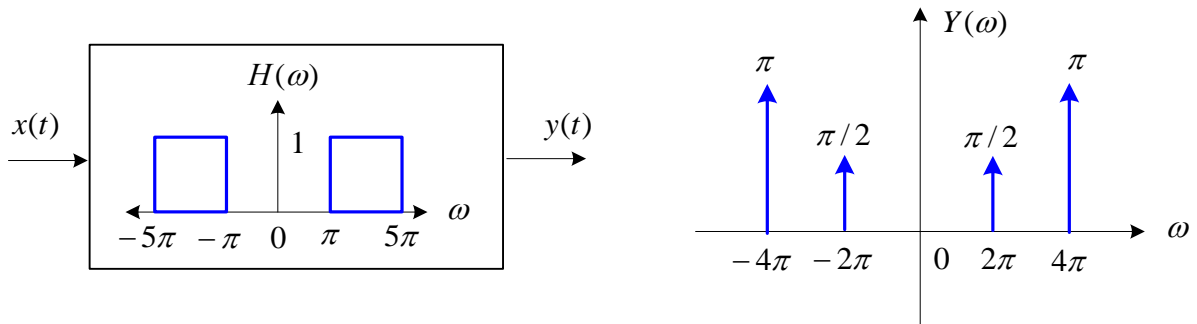 x(t)
H(ω)
1
−5π −π 0 π 5π ω
y(t)
Y(ω)
π π
π/2 π/2
−4π −2π 0 2π 4π ω